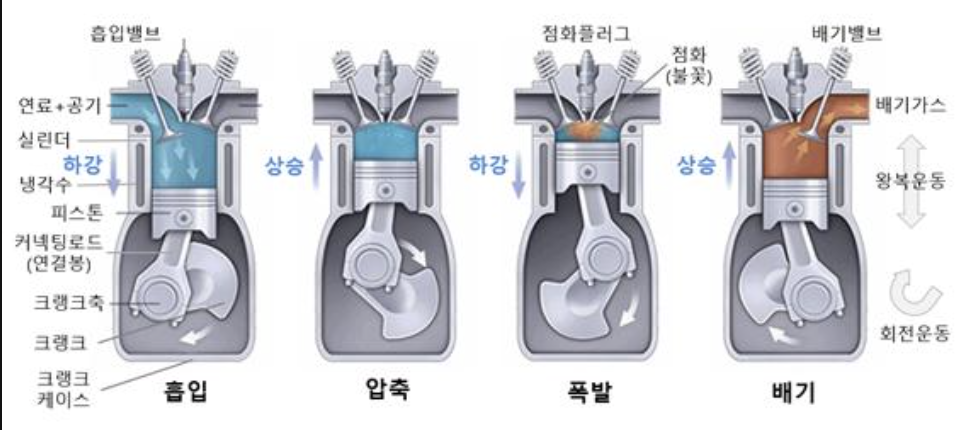 흡입밸브
점화플러그
배기밸브
점화
(불꽃)
연료+공기
배기가스
실린더
하강
상승
하강
상승
냉각수
왕복운동
피스톤
커넥팅로드
(연결봉)
크랭크축
크랭크
회전운동
크랭크
케이스
흡입
압축
폭발
배기